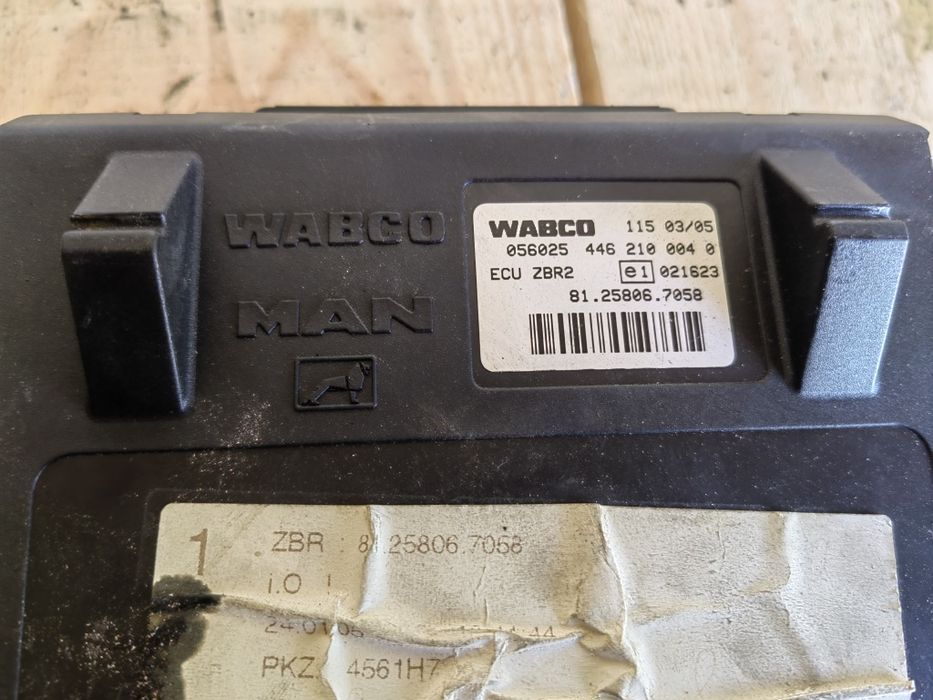 WABCO
MAN
WABCO 115 03/05
056025 446 210 004 0
ECU ZBR2 e1 021623
81.25806.7058
1 ZBR : 81.25806.7058
PKZ 4561H7